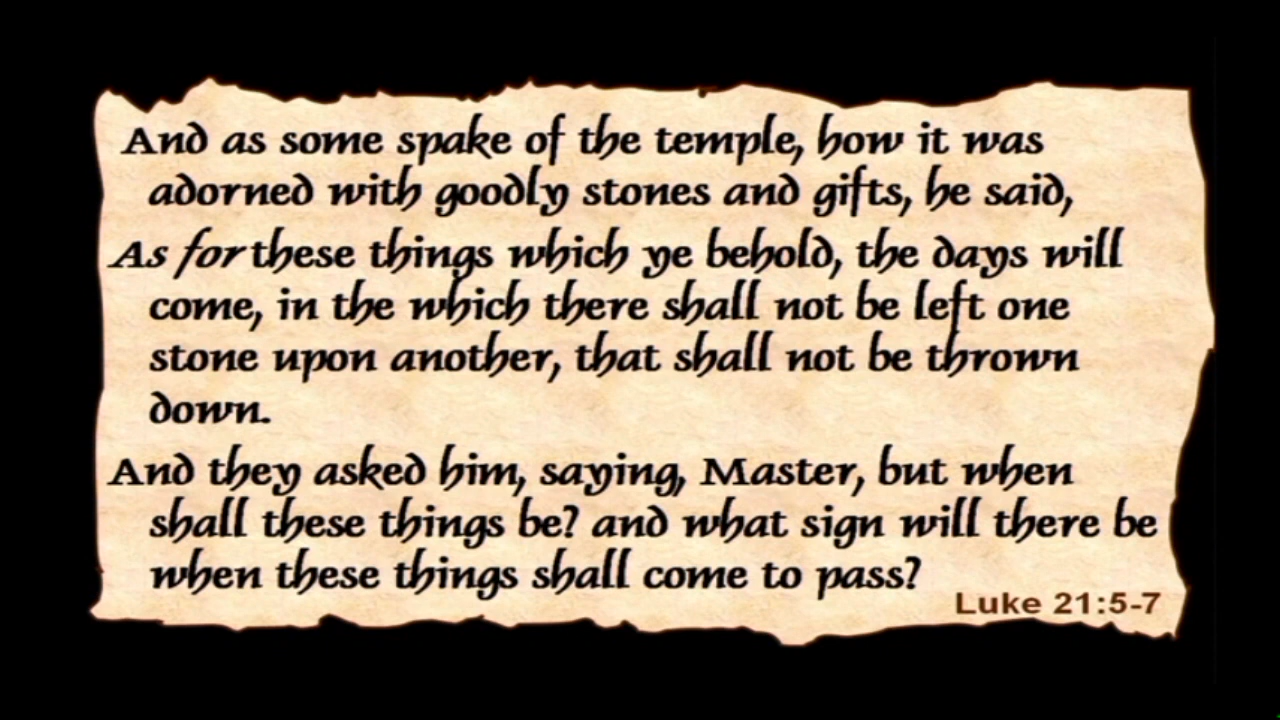 And as some spake of the temple, how it was
adorned with goodly stones and gifts, he said,
As for these things which ye behold, the days will
come, in the which there shall not be left one
stone upon another, that shall not be thrown
down.
And they asked him, saying, Master, but when
shall these things be? and what sign will there be
when these things shall come to pass?
Luke 21:5-7